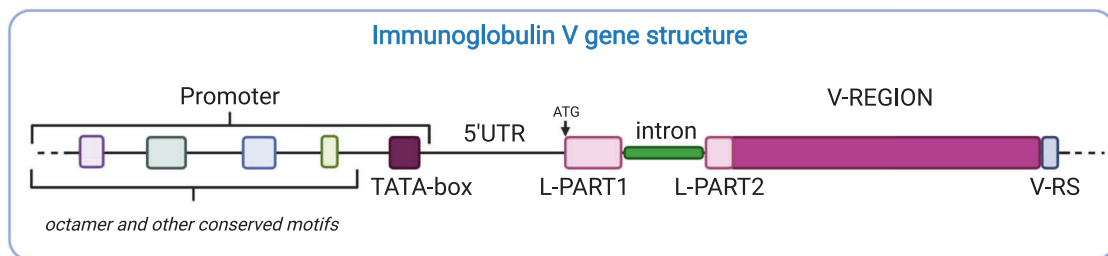 Immunoglobulin V gene structure
Promoter
V-REGION
ATG
5'UTR
intron
TATA-box
L-PART1
L-PART2
V-RS
octamer and other conserved motifs